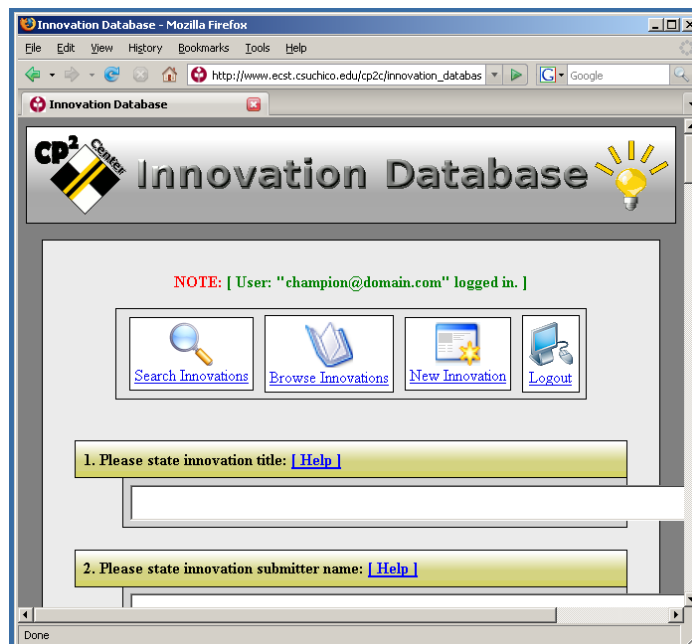 Innovation Database - Mozilla Firefox
File Edit View History Bookmarks Tools Help
http://www.ecst.csuchico.edu/cp2c/innovation_databas
G Google
Innovation Database
CP2 Center Innovation Database
NOTE: [ User: "champion@domain.com" logged in. ]
Search Innovations Browse Innovations New Innovation Logout
1. Please state innovation title: [ Help ]
2. Please state innovation submitter name: [ Help ]
Done